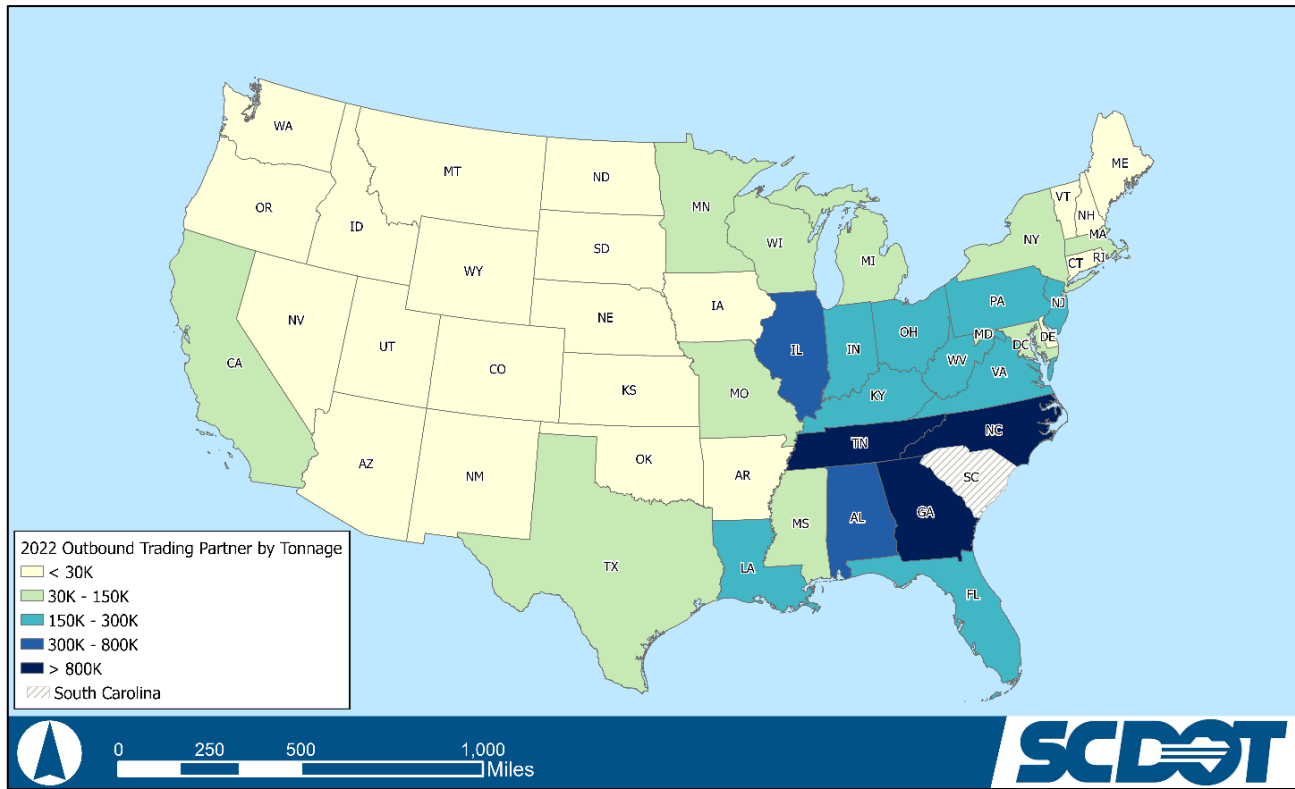 WA
MT
ND
ME
OR
ID
MN
VT
NH
SD
WI
NY
MA
WY
MI
CT
RI
IA
PA
NJ
NE
NV
OH
UT
IL
IN
MD
DE
CO
DC
CA
WV
VA
KS
MO
KY
NC
TN
AZ
OK
NM
AR
SC
MS
AL
GA
TX
LA
FL
2022 Outbound Trading Partner by Tonnage
< 30K
30K - 150K
150K - 300K
300K - 800K
> 800K
South Carolina
0 250 500 1,000
Miles
SCDOT